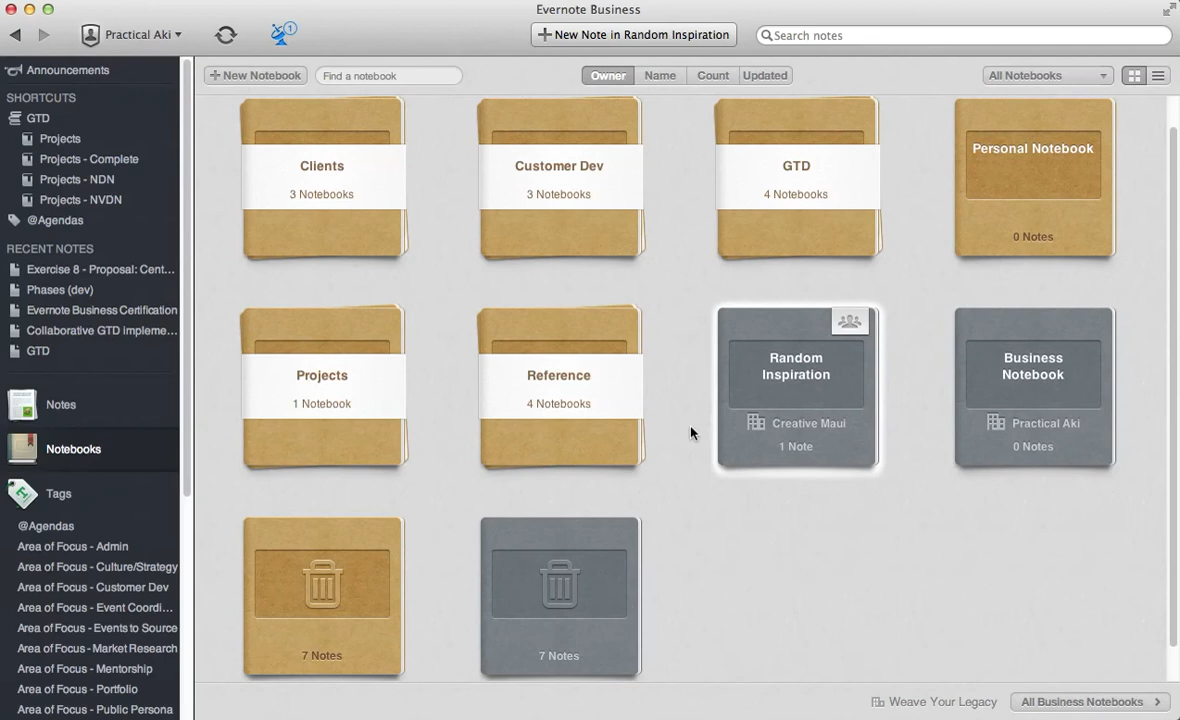 Evernote Business
Practical Aki
1
New Note in Random Inspiration
Search notes
Announcements
SHORTCUTS
GTD
Projects
Projects - Complete
Projects - NDN
Projects - NVDN
@Agendas
RECENT NOTES
Exercise 8 - Proposal: Cent...
Phases (dev)
Evernote Business Certification
Collaborative GTD impleme...
GTD
Notes
Notebooks
Tags
@Agendas
Area of Focus - Admin
Area of Focus - Culture/Strategy
Area of Focus - Customer Dev
Area of Focus - Event Coordi...
Area of Focus - Events to Source
Area of Focus - Market Research
Area of Focus - Mentorship
Area of Focus - Portfolio
Area of Focus - Public Persona
New Notebook
Find a notebook
Owner
Name
Count
Updated
All Notebooks
Clients
3 Notebooks
Customer Dev
3 Notebooks
GTD
4 Notebooks
Personal Notebook
0 Notes
Projects
1 Notebook
Reference
4 Notebooks
Random
Inspiration
Creative Maui
1 Note
Business
Notebook
Practical Aki
0 Notes
7 Notes
7 Notes
Weave Your Legacy
All Business Notebooks